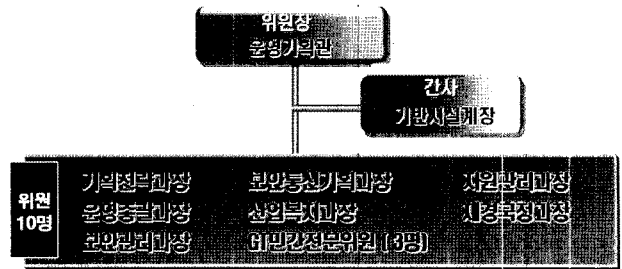 위원장
운영기획관
간사
기반시설계장
위원
10명
기획전략과장 보안통신기획과장 자원관리과장
운영총괄과장 산업복지과장 재경국정과장
보안관리과장 GT민간전문위원 (3명)